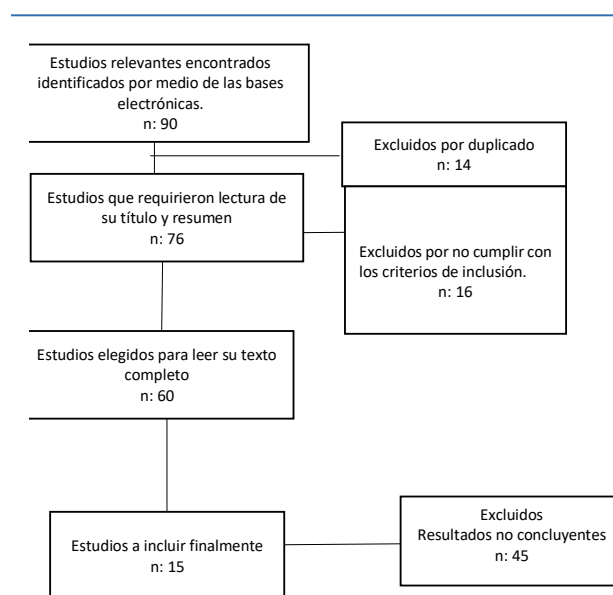 Estudios relevantes encontrados
identificados por medio de las bases
electrónicas.
n: 90
Excluidos por duplicado
n: 14
Estudios que requirieron lectura de
su título y resumen
n: 76
Excluidos por no cumplir con
los criterios de inclusión.
n: 16
Estudios elegidos para leer su texto
completo
n: 60
Excluidos
Resultados no concluyentes
n: 45
Estudios a incluir finalmente
n: 15